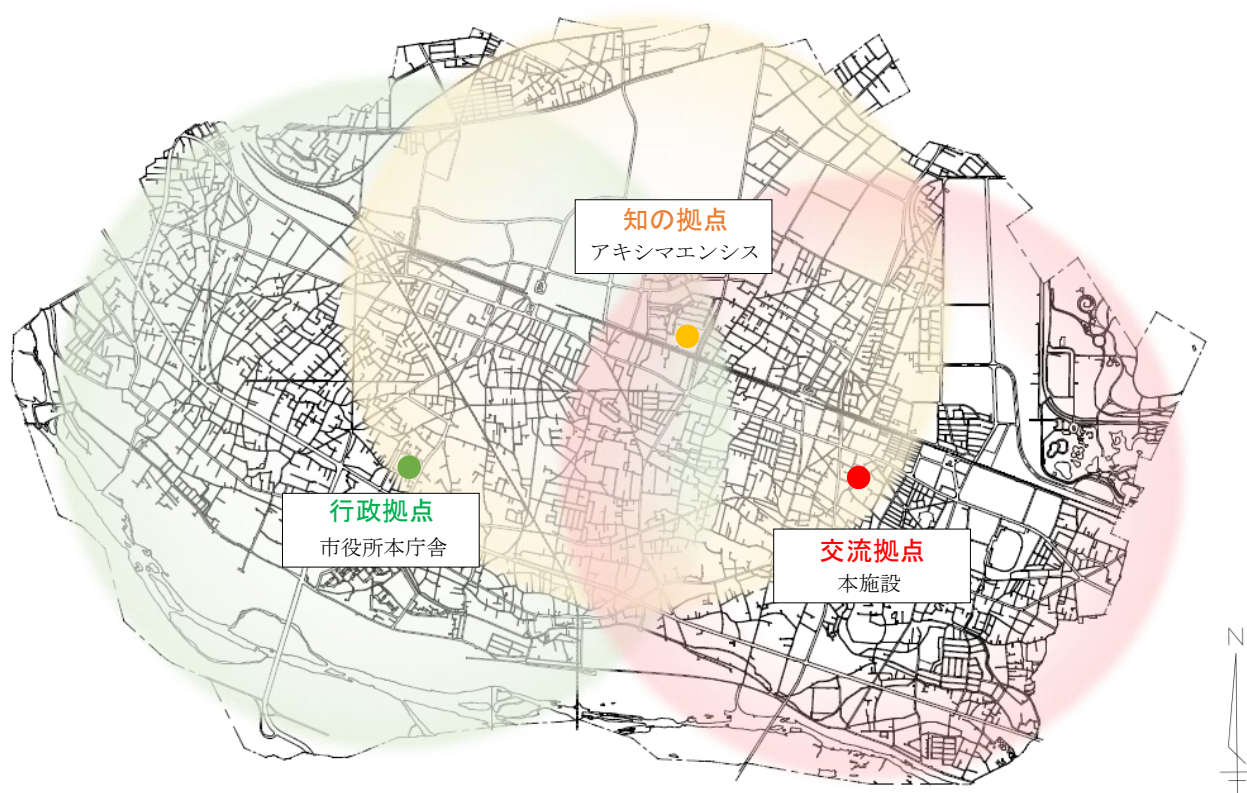 知の拠点
アキシマエンシス
行政拠点
市役所本庁舎
交流拠点
本施設
N